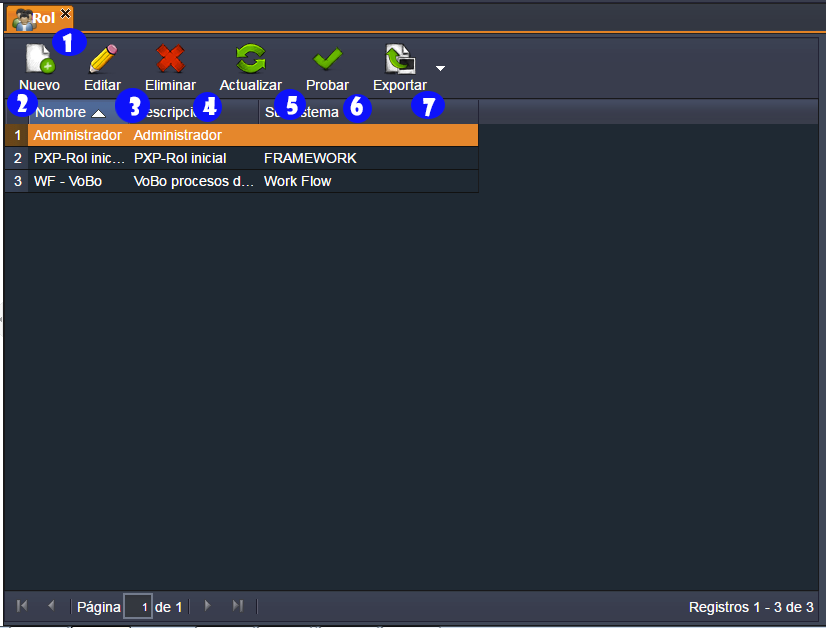 Rol
1
Nuevo Editar Eliminar Actualizar Probar Exportar
2 3 4 5 6 7
Nombre escripci Su stema
1 Administrador Administrador
2 PXP-Rol inic... PXP-Rol inicial FRAMEWORK
3 WF - VoBo VoBo procesos d... Work Flow
Página 1 de 1 Registros 1 - 3 de 3